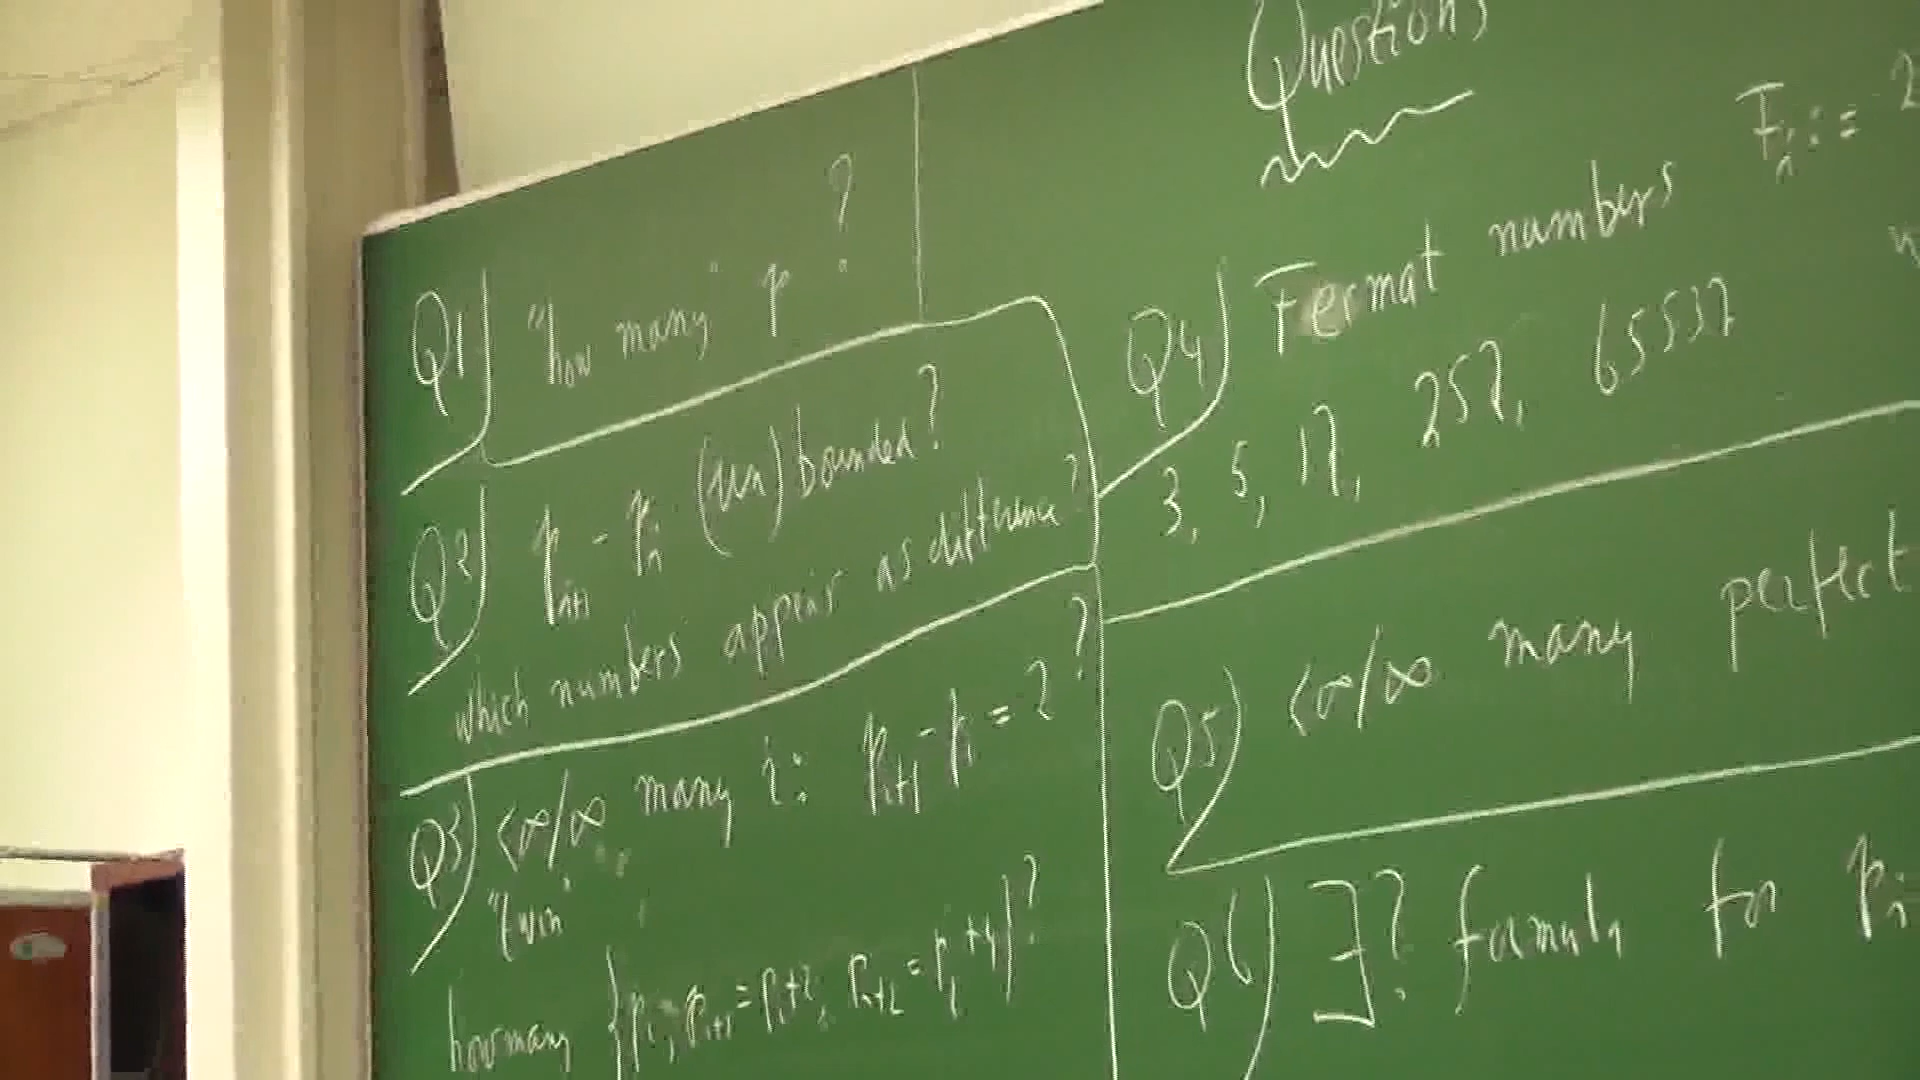 Questions
Q1) "how many" p ?
Q2) p_{i+1} - p_i (un)bounded?
which numbers appear as difference?
Q3) <∞/∞ many i: p_{i+1} - p_i = 2 ?
"twin
how many {p_i, p_{i+1} = p_i+2, p_{i+2} = p_i+4} ?
Q4) Fermat numbers F_i := 2
3, 5, 17, 257, 65537
Q5) <∞/∞ many perfect
Q6) ∃? formula for p_i